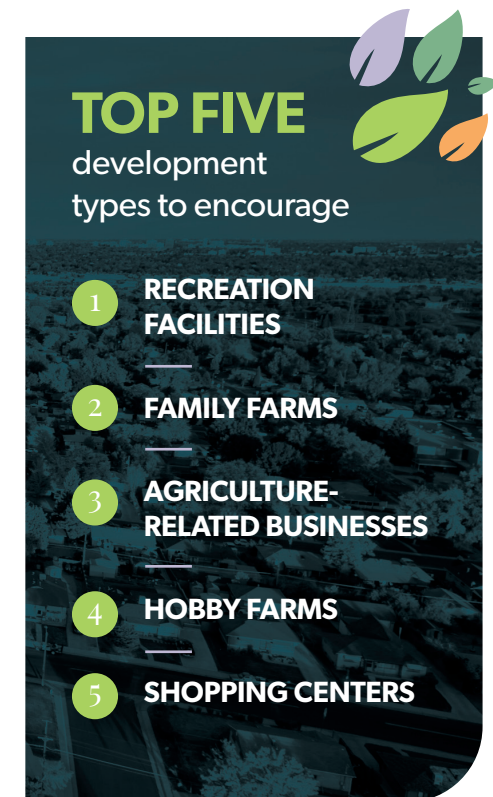 TOP FIVE
development
types to encourage
1 RECREATION
FACILITIES
2 FAMILY FARMS
3 AGRICULTURE-
RELATED BUSINESSES
4 HOBBY FARMS
5 SHOPPING CENTERS